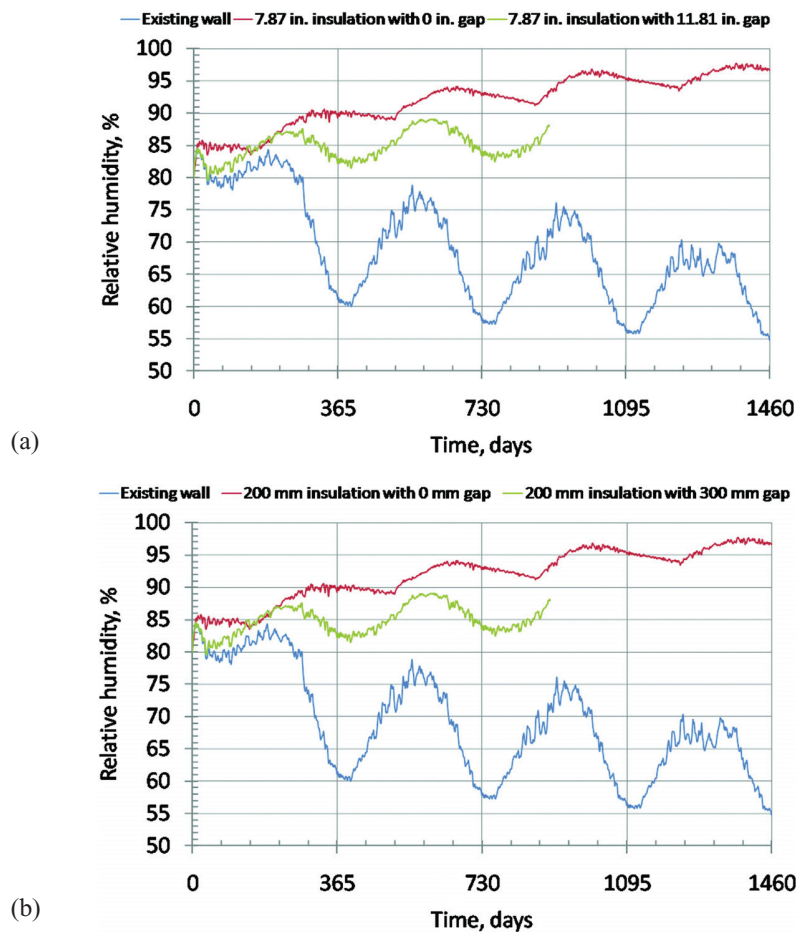 Existing wall 7.87 in. insulation with 0 in. gap 7.87 in. insulation with 11.81 in. gap
100
95
90
85
80
75
70
65
60
55
50
Relative humidity, %
0 365 730 1095 1460
Time, days
(a)
Existing wall 200 mm insulation with 0 mm gap 200 mm insulation with 300 mm gap
100
95
90
85
80
75
70
65
60
55
50
Relative humidity, %
0 365 730 1095 1460
Time, days
(b)